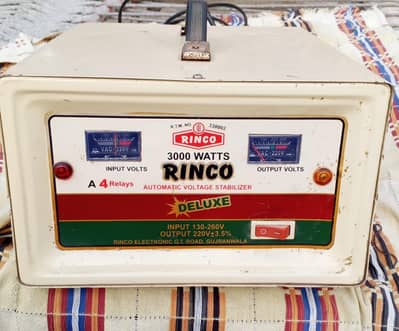 RINCO
RINCO
3000 WATTS
RINCO
INPUT VOLTS
OUTPUT VOLTS
A 4 Relays
AUTOMATIC VOLTAGE STABILIZER
DELUXE
INPUT 130-260V
OUTPUT 220V±3.5%
RINCO ELECTRONIC G.T. ROAD, GUJRANWALA